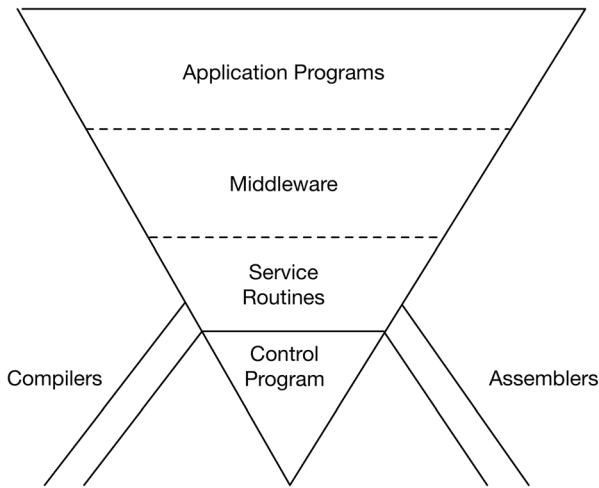 Application Programs
Middleware
Service
Routines
Control
Program
Compilers
Assemblers